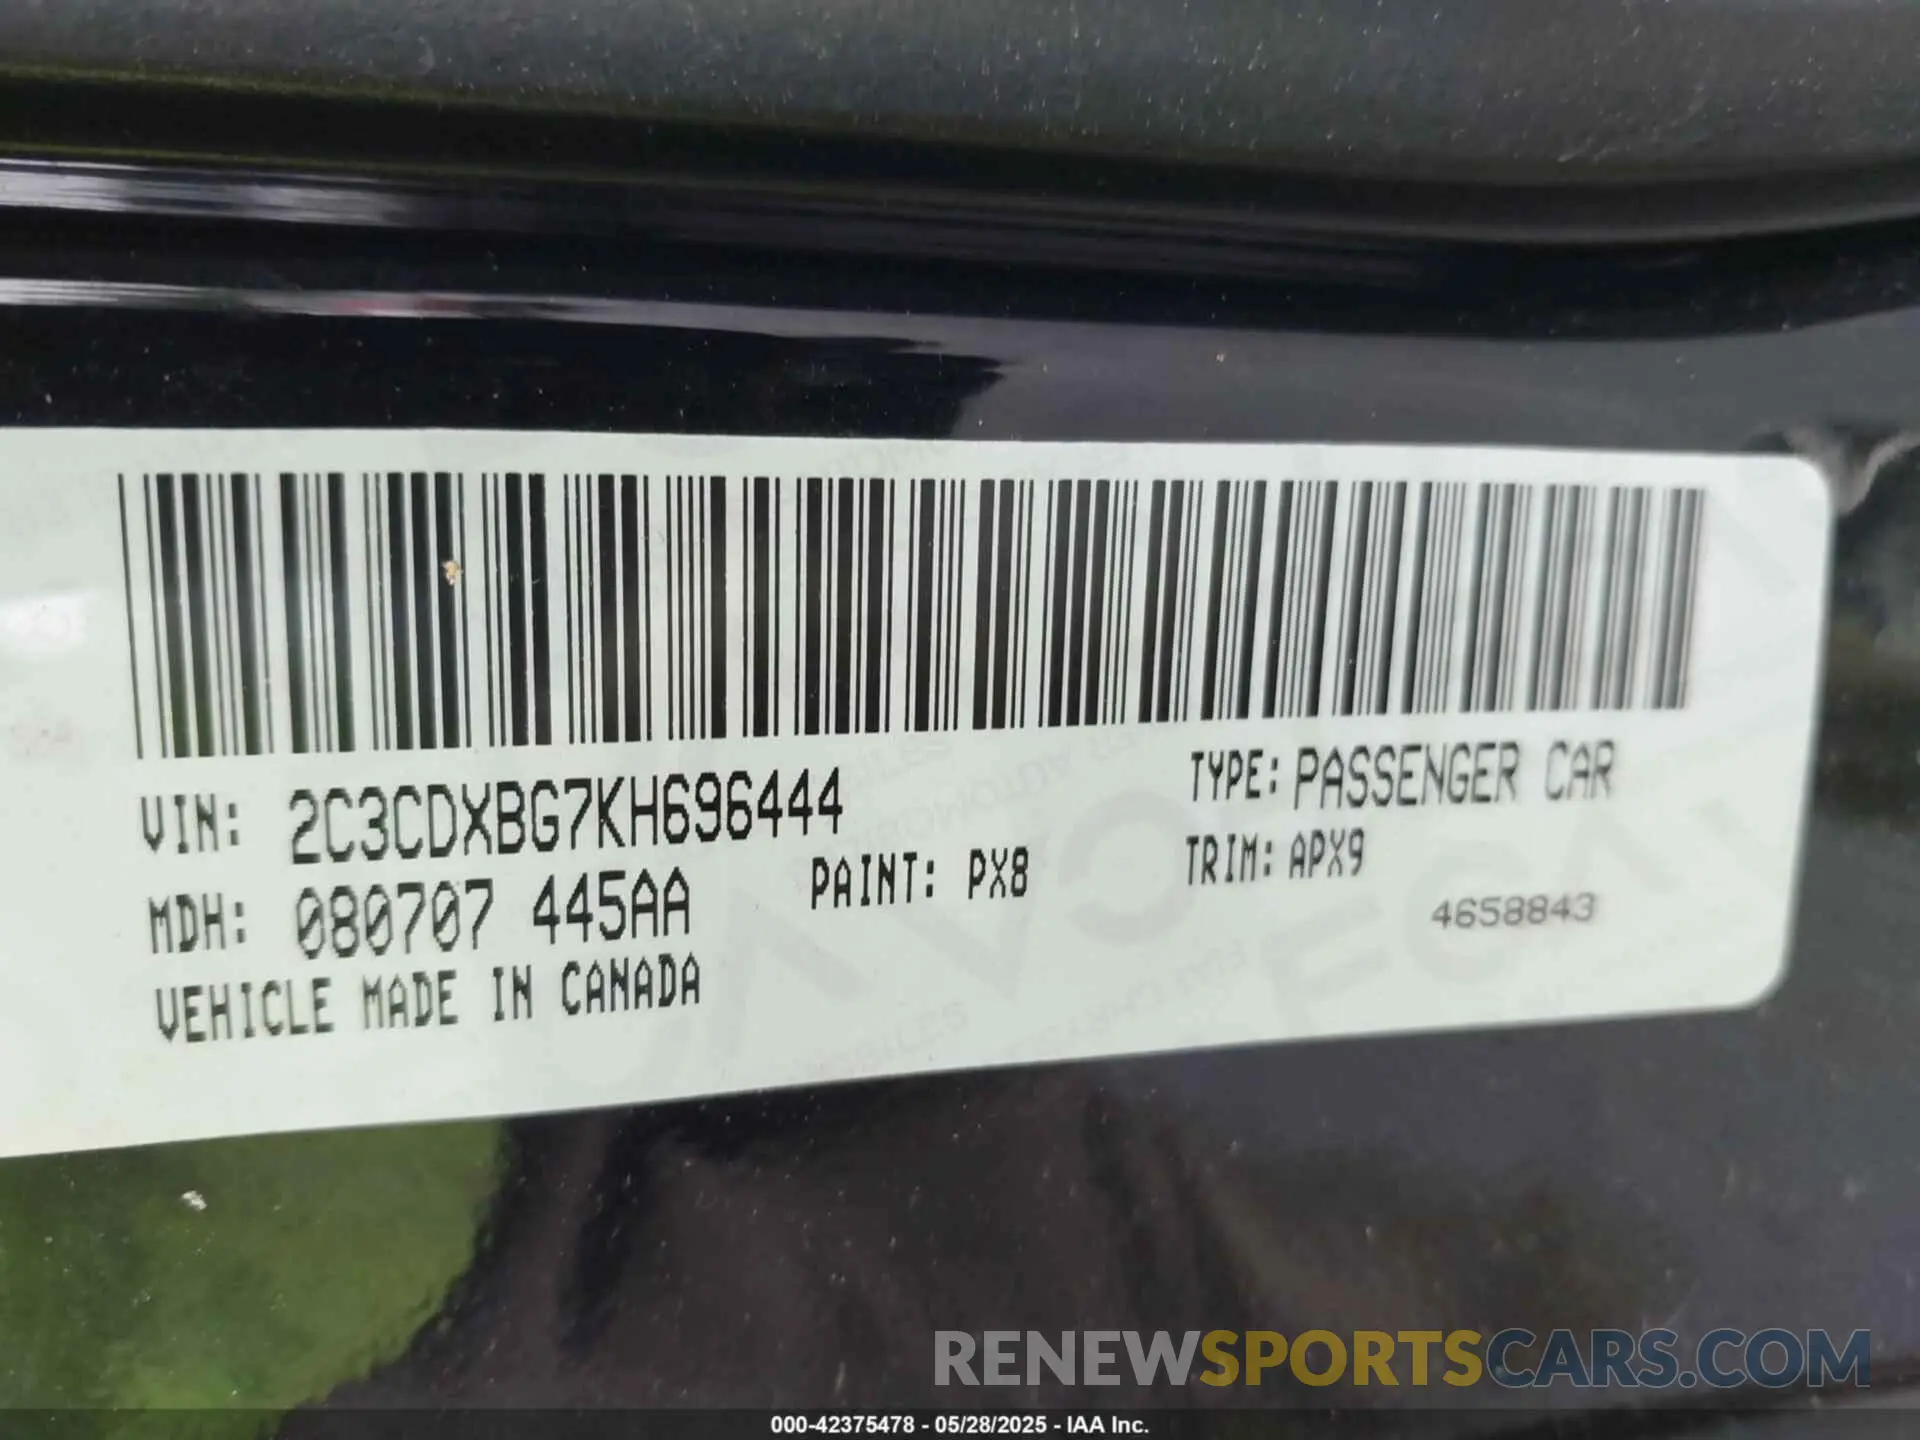 VIN: 2C3CDXBG7KH696444
TYPE: PASSENGER CAR
MDH: 080707 445AA
PAINT: PX8
TRIM: APX9
4658843
VEHICLE MADE IN CANADA
RENEWSPORTSCARS.COM
000-42375478 - 05/28/2025 - IAA Inc.